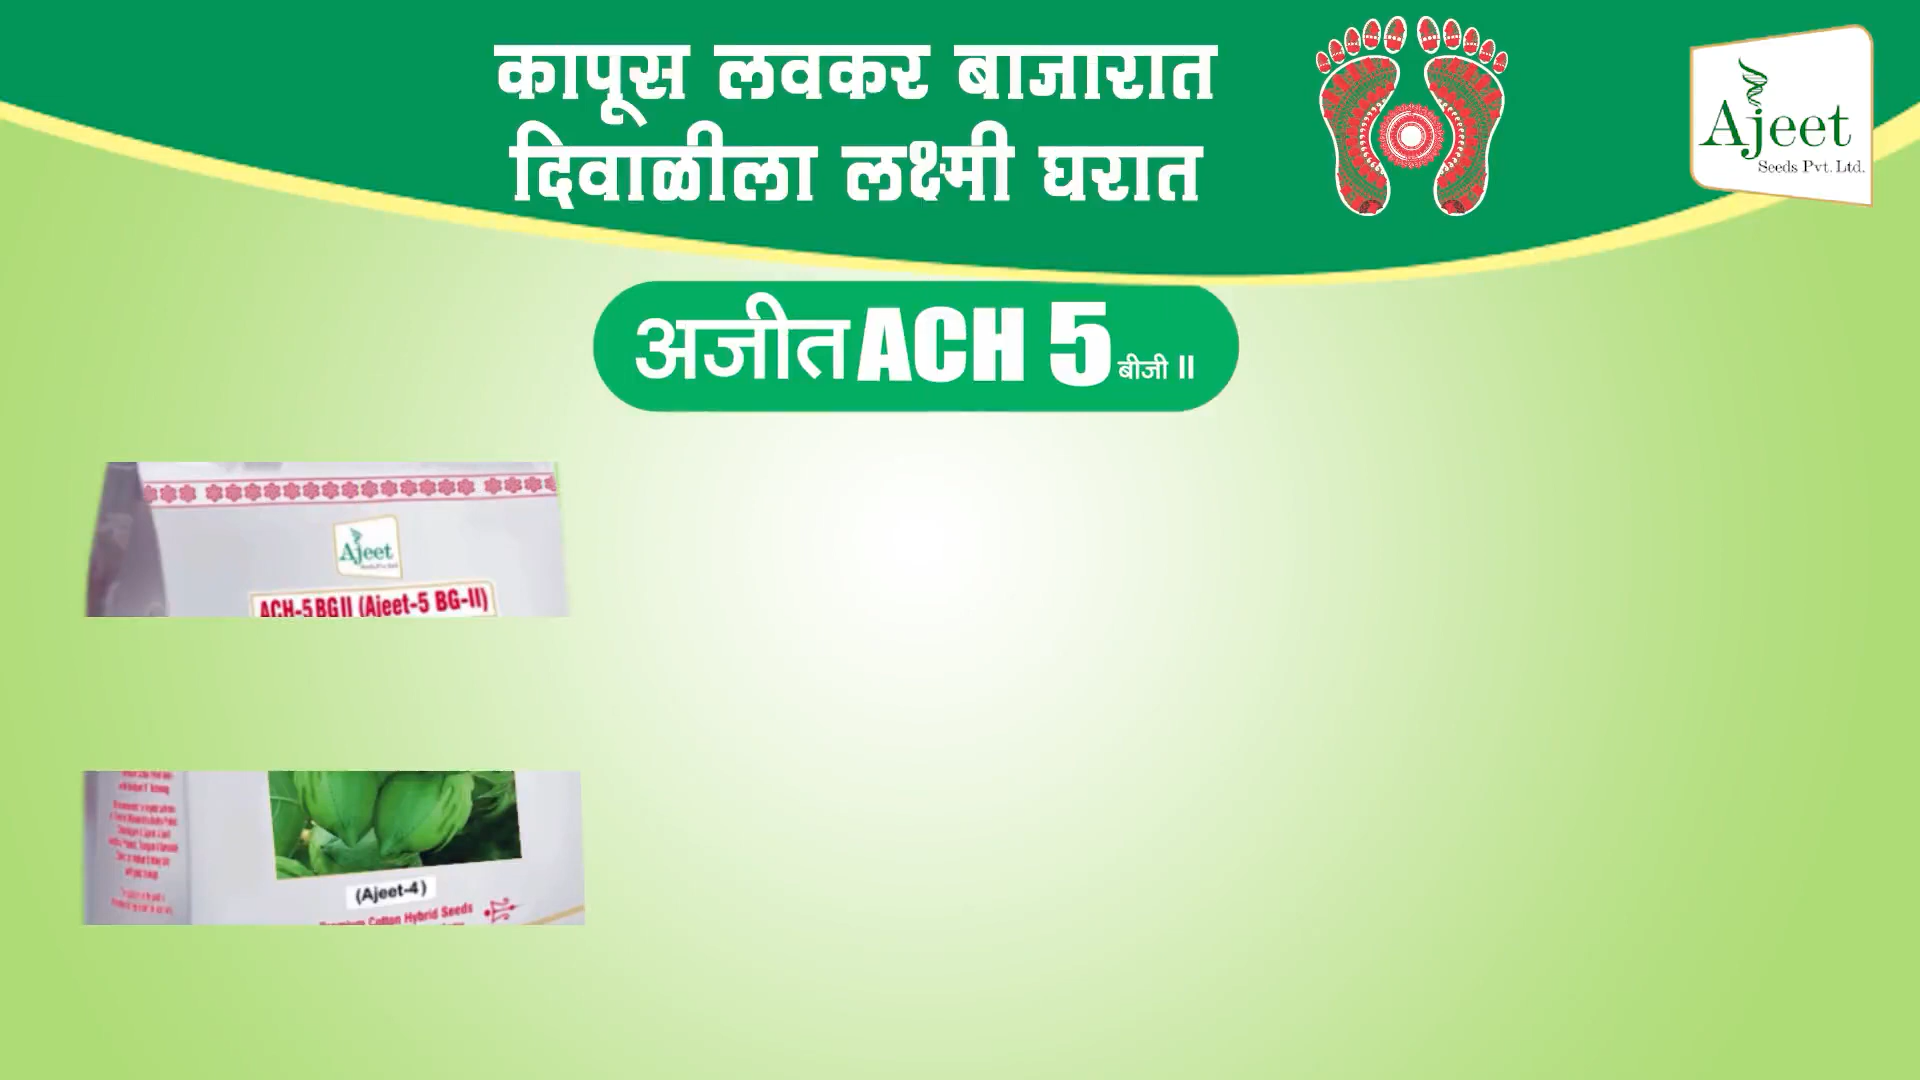 कापूस लवकर बाजारात
दिवाळीला लक्ष्मी घरात
Ajeet
Seeds Pvt. Ltd.
अजीत ACH 5 बीजी II
Ajeet
ACH-5 BG II (Ajeet-5 BG-II)
(Ajeet-4)
Premium Cotton Hybrid Seeds